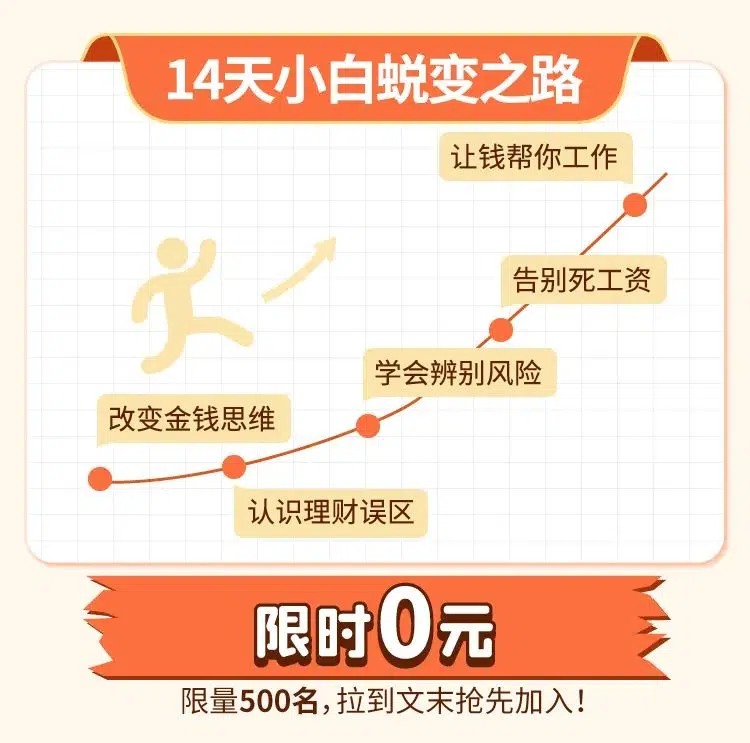 14天小白蜕变之路
让钱帮你工作
告别死工资
学会辨别风险
改变金钱思维
认识理财误区
限时0元
限量500名，拉到文末抢先加入！